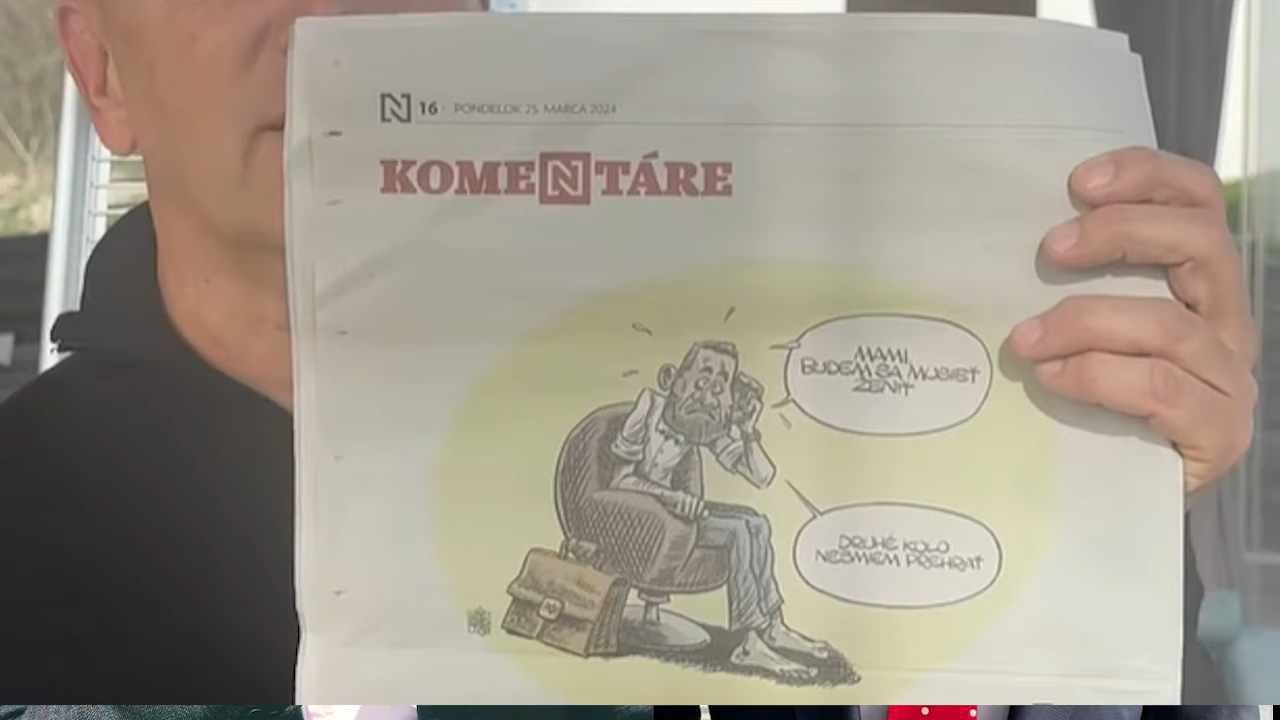 N 16 PONDELOK 25. MARCA 2024
KOMENTÁRE
MAMI,
BUDEM SA MUSIEŤ
ŽENIŤ
DRUHÉ KOLO
NESMIEM PREHRAŤ